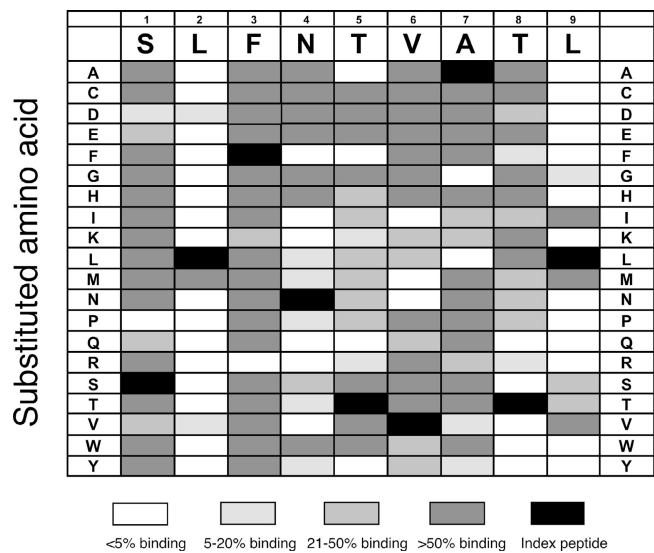 1 2 3 4 5 6 7 8 9
S L F N T V A T L
Substituted amino acid
A A
C C
D D
E E
F F
G G
H H
I I
K K
L L
M M
N N
P P
Q Q
R R
S S
T T
V V
W W
Y Y
<5% binding 5-20% binding 21-50% binding >50% binding Index peptide